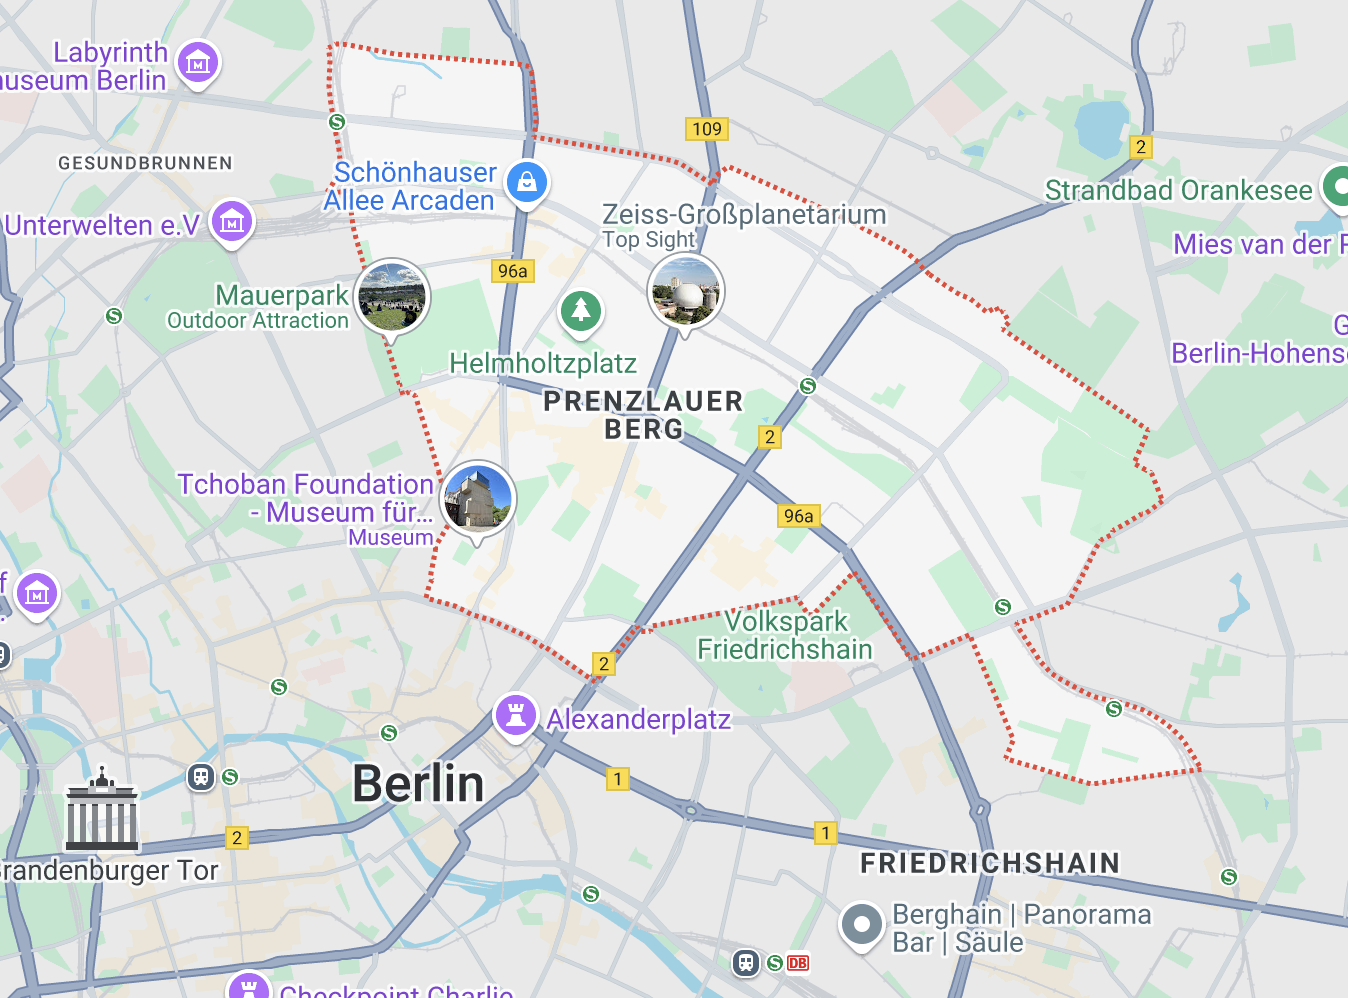 Labyrinth
museum Berlin
109
2
GESUNDBRUNNEN
Schönhauser
Allee Arcaden
Strandbad Orankesee
Unterwelten e.V
Zeiss-Großplanetarium
Top Sight
Mies van der
96a
Mauerpark
Outdoor Attraction
G
Berlin-Hohens
Helmholtzplatz
S
S
S
PRENZLAUER
BERG
2
Tchoban Foundation
- Museum für...
Museum
96a
f
S
Volkspark
Friedrichshain
2
S
Alexanderplatz
S
S
Berlin
S
1
2
1
Brandenburger Tor
FRIEDRICHSHAIN
S
S
Berghain | Panorama
Bar | Säule
S
DB
Checkpoint Charlie